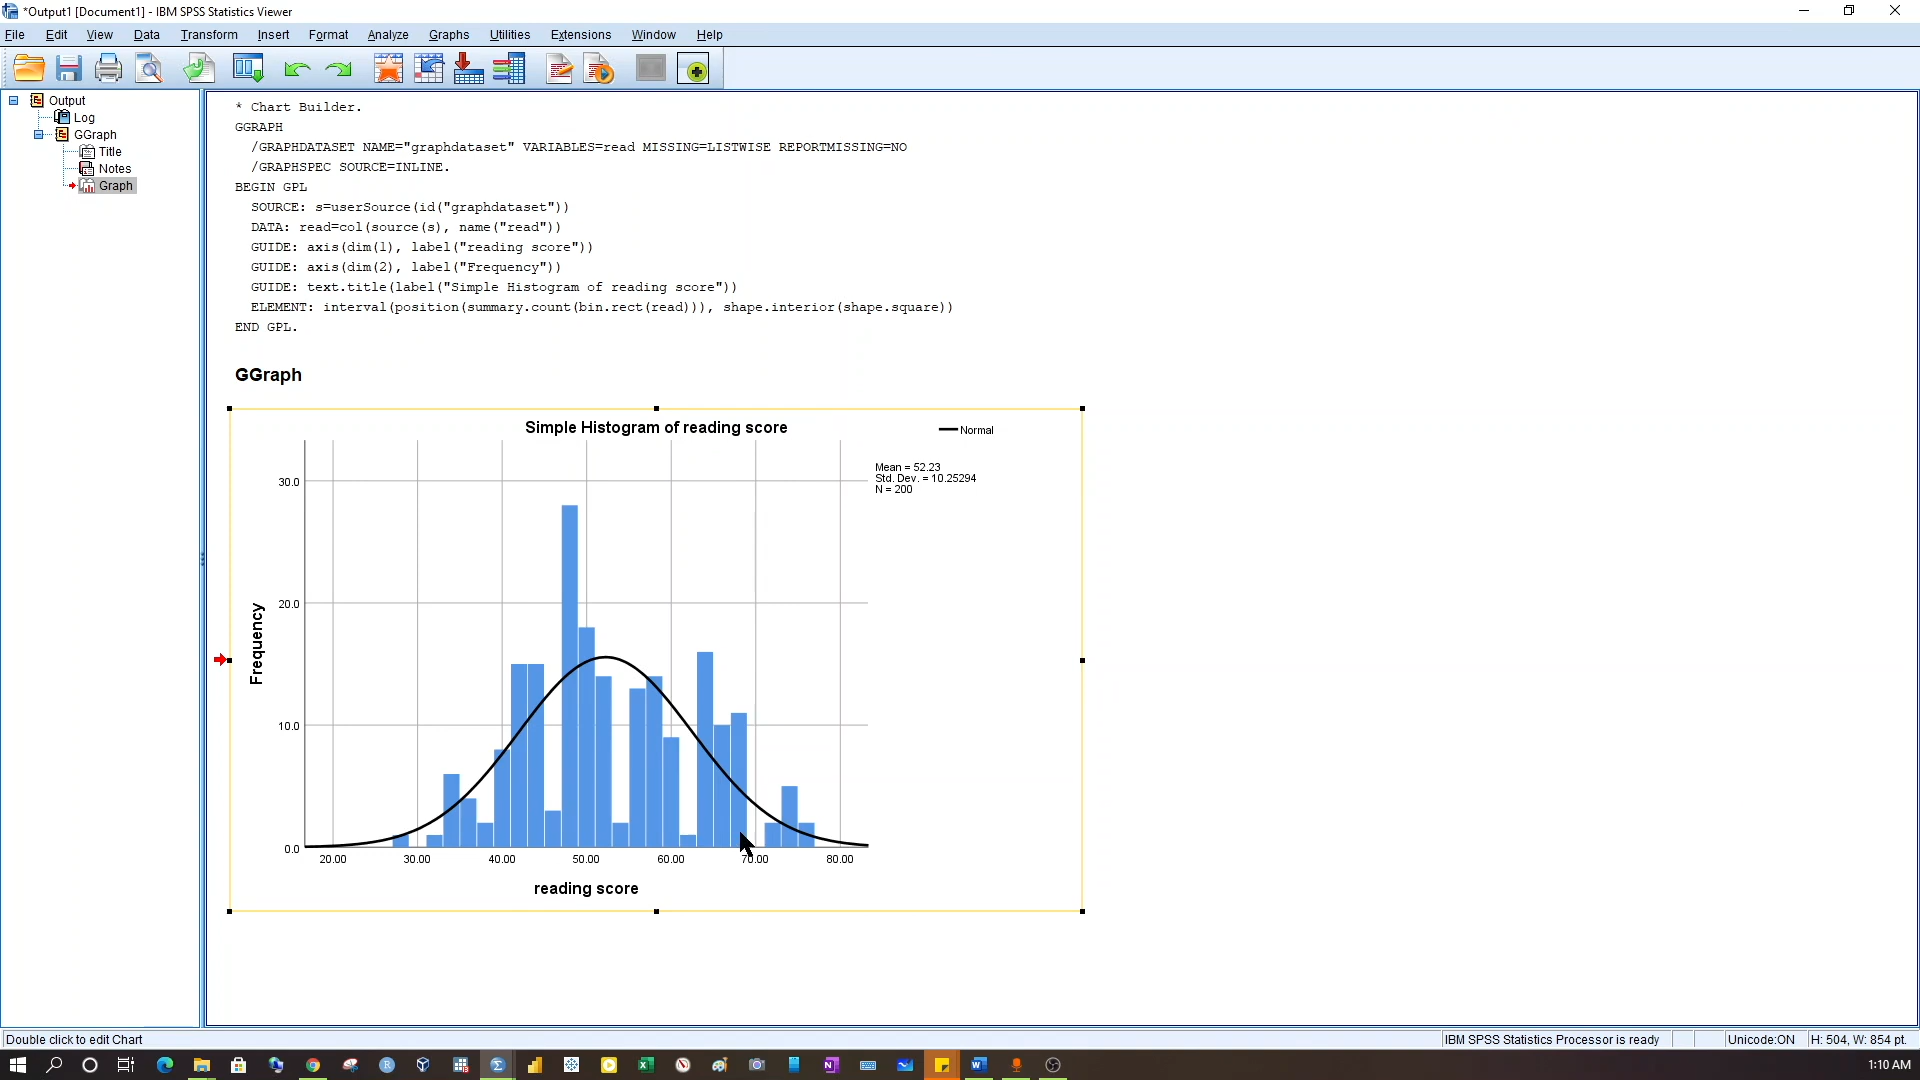 *Output1 [Document1] - IBM SPSS Statistics Viewer
File Edit View Data Transform Insert Format Analyze Graphs Utilities Extensions Window Help
Output
Log
GGraph
Title
Notes
Graph
* Chart Builder.
GGRAPH
/GRAPHDATASET NAME="graphdataset" VARIABLES=read MISSING=LISTWISE REPORTMISSING=NO
/GRAPHSPEC SOURCE=INLINE.
BEGIN GPL
SOURCE: s=userSource(id("graphdataset"))
DATA: read=col(source(s), name("read"))
GUIDE: axis(dim(1), label("reading score"))
GUIDE: axis(dim(2), label("Frequency"))
GUIDE: text.title(label("Simple Histogram of reading score"))
ELEMENT: interval(position(summary.count(bin.rect(read))), shape.interior(shape.square))
END GPL.
GGraph
Simple Histogram of reading score
Normal
Mean = 52.23
Std. Dev. = 10.25294
N = 200
30.0
20.0
10.0
0.0
Frequency
20.00 30.00 40.00 50.00 60.00 70.00 80.00
reading score
Double click to edit Chart
IBM SPSS Statistics Processor is ready
Unicode:ON
H: 504, W: 854 pt.
1:10 AM